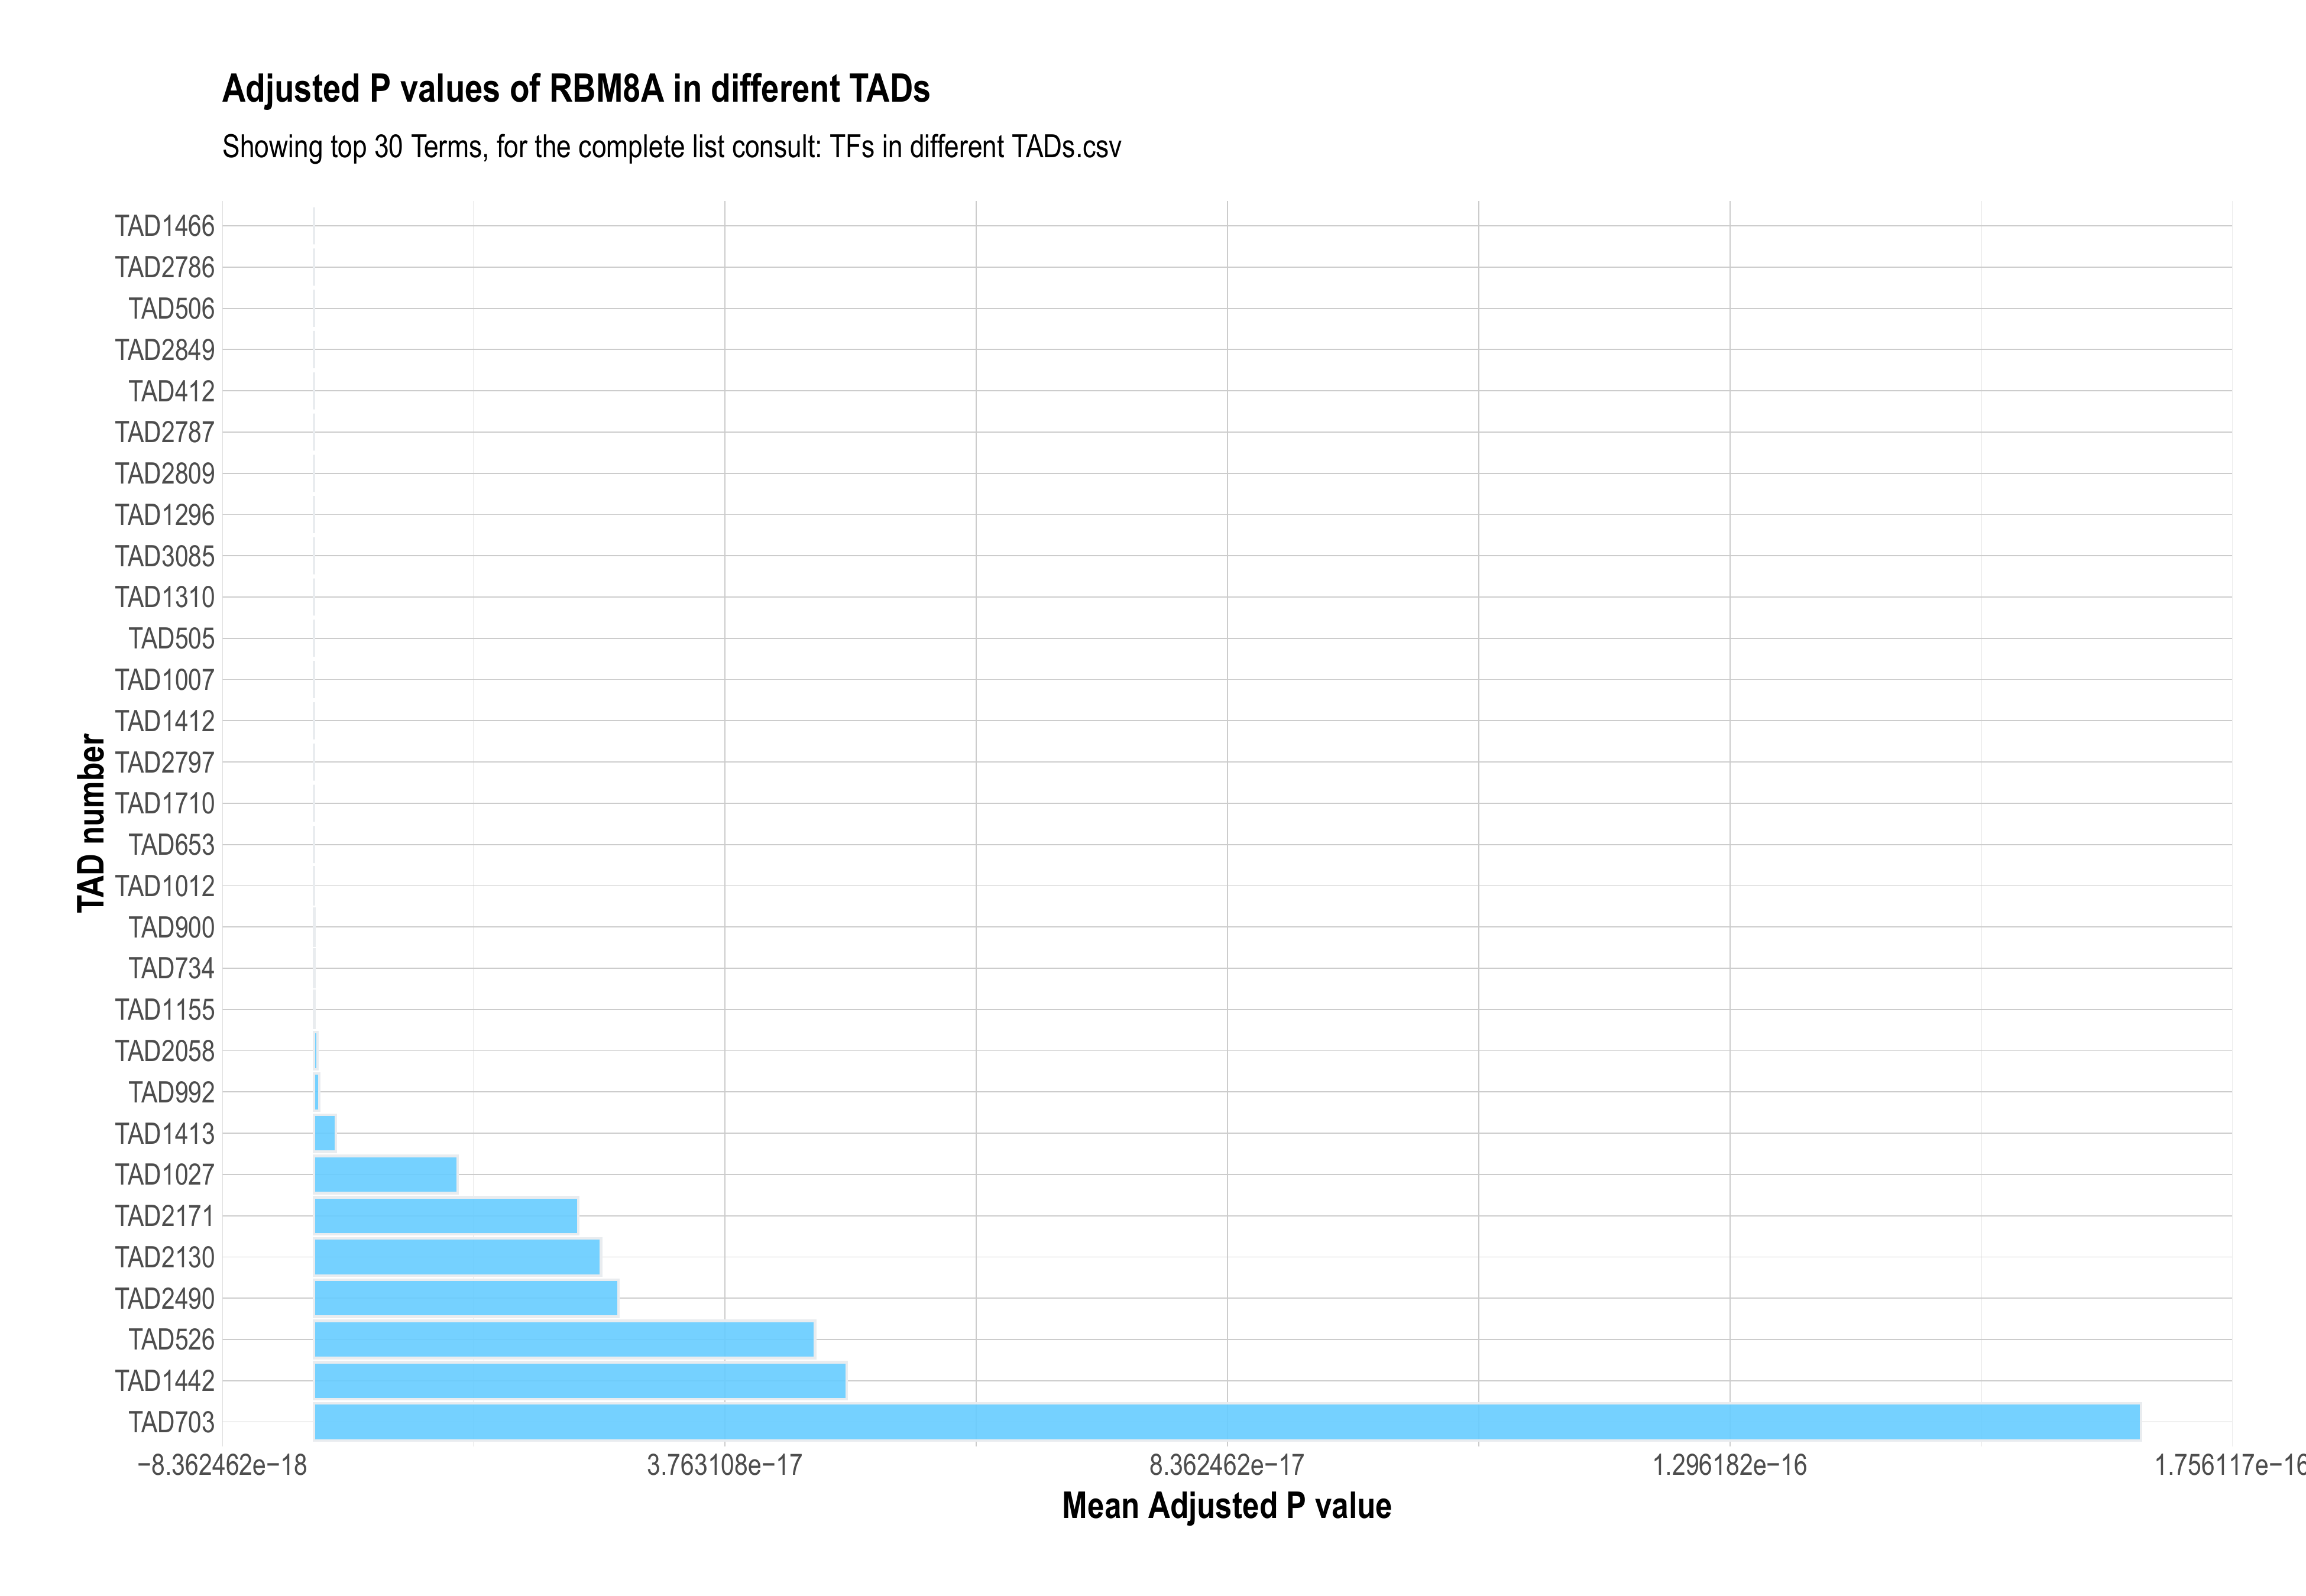 Adjusted P values of RBM8A in different TADs
Showing top 30 Terms, for the complete list consult: TFs in different TADs.csv
TAD number
TAD1466
TAD2786
TAD506
TAD2849
TAD412
TAD2787
TAD2809
TAD1296
TAD3085
TAD1310
TAD505
TAD1007
TAD1412
TAD2797
TAD1710
TAD653
TAD1012
TAD900
TAD734
TAD1155
TAD2058
TAD992
TAD1413
TAD1027
TAD2171
TAD2130
TAD2490
TAD526
TAD1442
TAD703
−8.362462e−18 3.763108e−17 8.362462e−17 1.296182e−16 1.756117e−16
Mean Adjusted P value